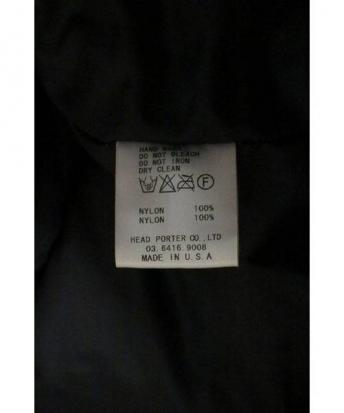 HAND WASH
DO NOT BLEACH
DO NOT IRON
DRY CLEAN
F
NYLON 100%
NYLON 100%
HEAD PORTER CO.,LTD
03.6416.9008
MADE IN U.S.A